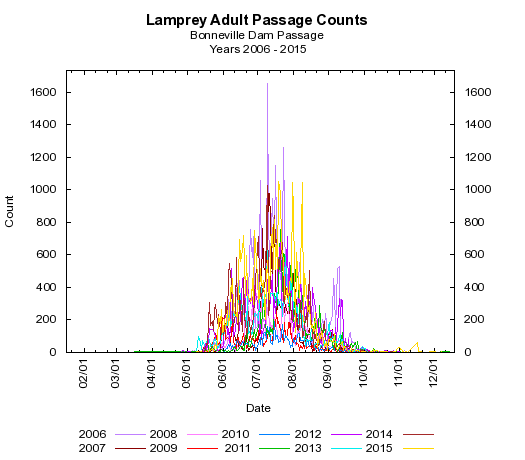 Lamprey Adult Passage Counts
Bonneville Dam Passage
Years 2006 - 2015
1600 1600
1400 1400
1200 1200
1000 1000
800 800
600 600
400 400
200 200
0 0
Count
02/01 03/01 04/01 05/01 06/01 07/01 08/01 09/01 10/01 11/01 12/01
Date
2006 2008 2010 2012 2014
2007 2009 2011 2013 2015